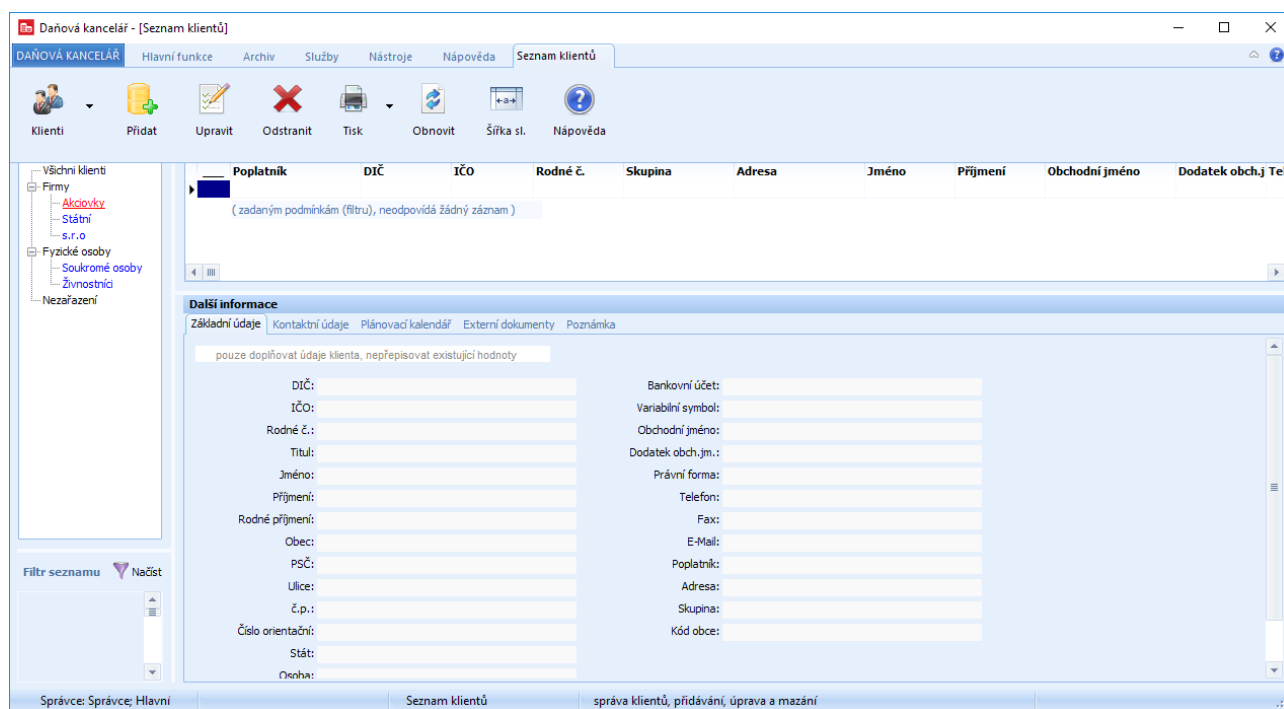 Daňová kancelář - [Seznam klientů]
DAŇOVÁ KANCELÁŘ Hlavní funkce Archiv Služby Nástroje Nápověda Seznam klientů
Klienti Přidat Upravit Odstranit Tisk Obnovit Šířka sl. Nápověda
Všichni klienti
Firmy
Akciovky
Státní
s.r.o
Fyzické osoby
Soukromé osoby
Živnostníci
Nezařazení
Poplatník DIČ IČO Rodné č. Skupina Adresa Jméno Příjmení Obchodní jméno Dodatek obch.j Tel
( zadaným podmínkám (filtru), neodpovídá žádný záznam )
Další informace
Základní údaje Kontaktní údaje Plánovací kalendář Externí dokumenty Poznámka
pouze doplňovat údaje klienta, nepřepisovat existující hodnoty
DIČ: Bankovní účet:
IČO: Variabilní symbol:
Rodné č.: Obchodní jméno:
Titul: Dodatek obch.jm.:
Jméno: Právní forma:
Příjmení: Telefon:
Rodné příjmení: Fax:
Obec: E-Mail:
PSČ: Poplatník:
Ulice: Adresa:
č.p.: Skupina:
Číslo orientační: Kód obce:
Stát:
Osoba:
Filtr seznamu Načíst
Správce: Správce; Hlavní Seznam klientů správa klientů, přidávání, úprava a mazání